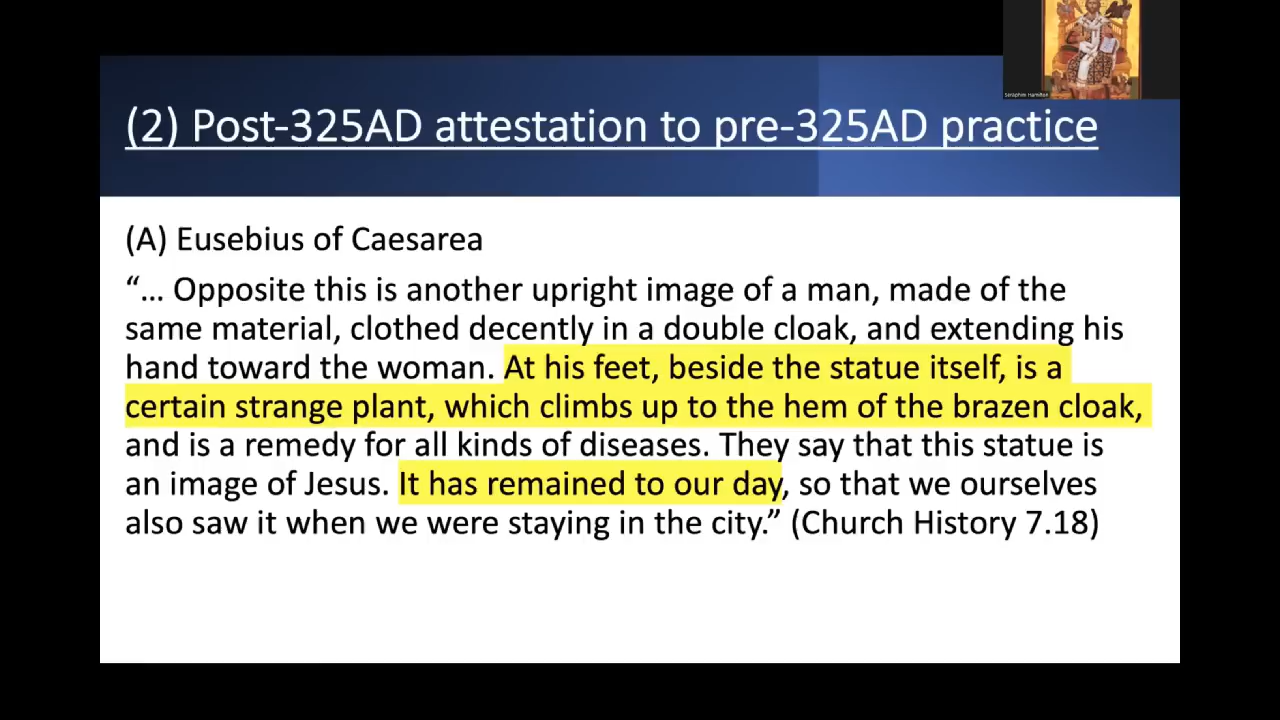 Seraphim Hamilton
(2) Post-325AD attestation to pre-325AD practice
(A) Eusebius of Caesarea
“… Opposite this is another upright image of a man, made of the
same material, clothed decently in a double cloak, and extending his
hand toward the woman. At his feet, beside the statue itself, is a
certain strange plant, which climbs up to the hem of the brazen cloak,
and is a remedy for all kinds of diseases. They say that this statue is
an image of Jesus. It has remained to our day, so that we ourselves
also saw it when we were staying in the city.” (Church History 7.18)